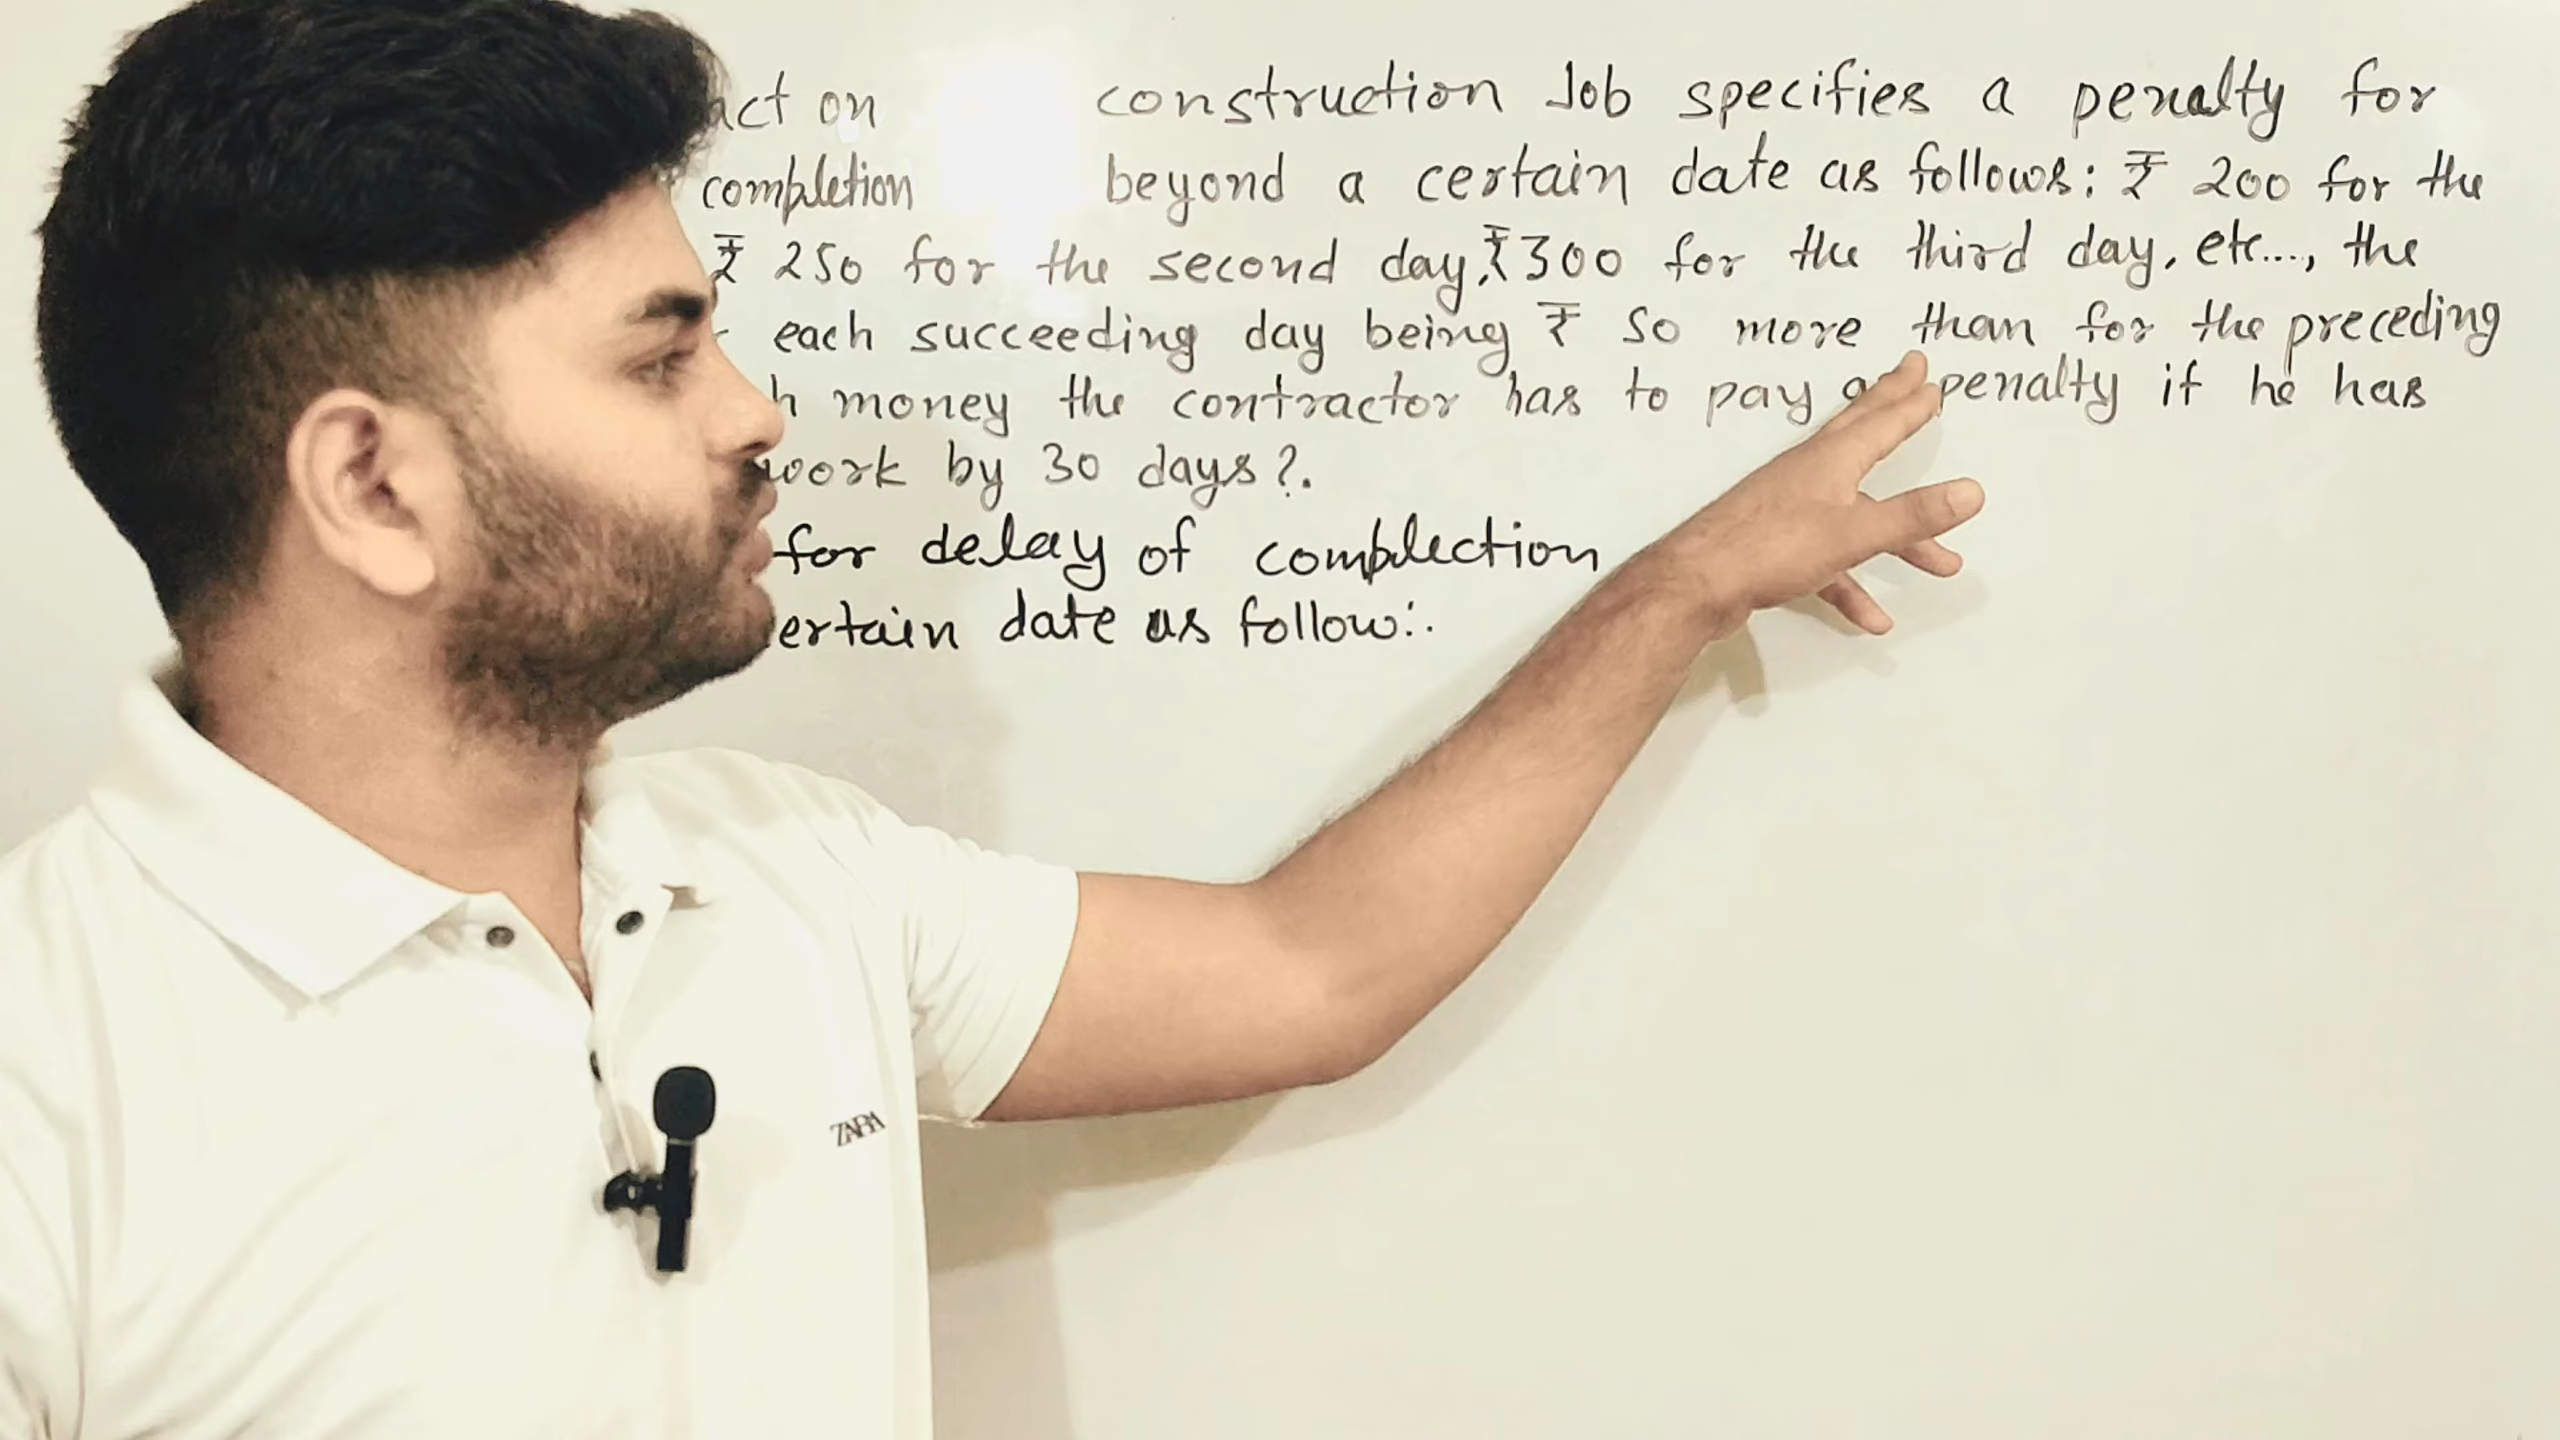 act on construction Job specifies a penalty for
completion beyond a certain date as follows: ₹ 200 for the
₹ 250 for the second day, ₹300 for the third day, etc..., the
each succeeding day being ₹ 50 more than for the preceding
h money the contractor has to pay penalty if he has
work by 30 days?.
for delay of complection
ertain date as follow:.
ZARA